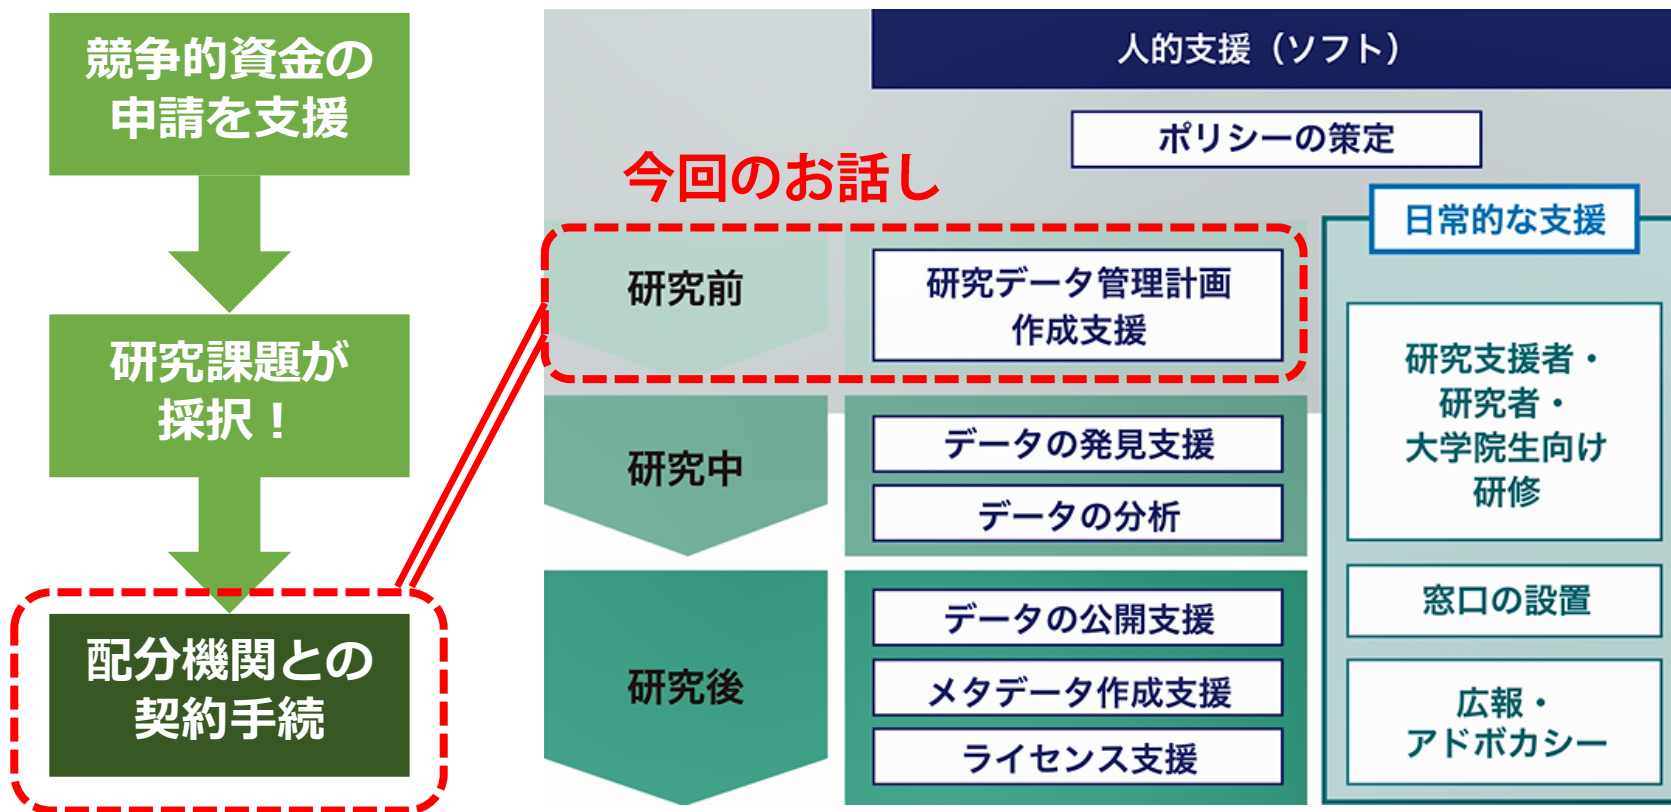 競争的資金の
申請を支援
研究課題が
採択！
配分機関との
契約手続
人的支援（ソフト）
ポリシーの策定
今回のお話し
研究前
研究データ管理計画
作成支援
研究中
データの発見支援
データの分析
研究後
データの公開支援
メタデータ作成支援
ライセンス支援
日常的な支援
研究支援者・
研究者・
大学院生向け
研修
窓口の設置
広報・
アドボカシー